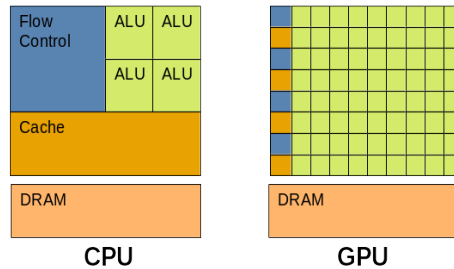 Flow
Control
ALU ALU
ALU ALU
Cache
DRAM
CPU
DRAM
GPU